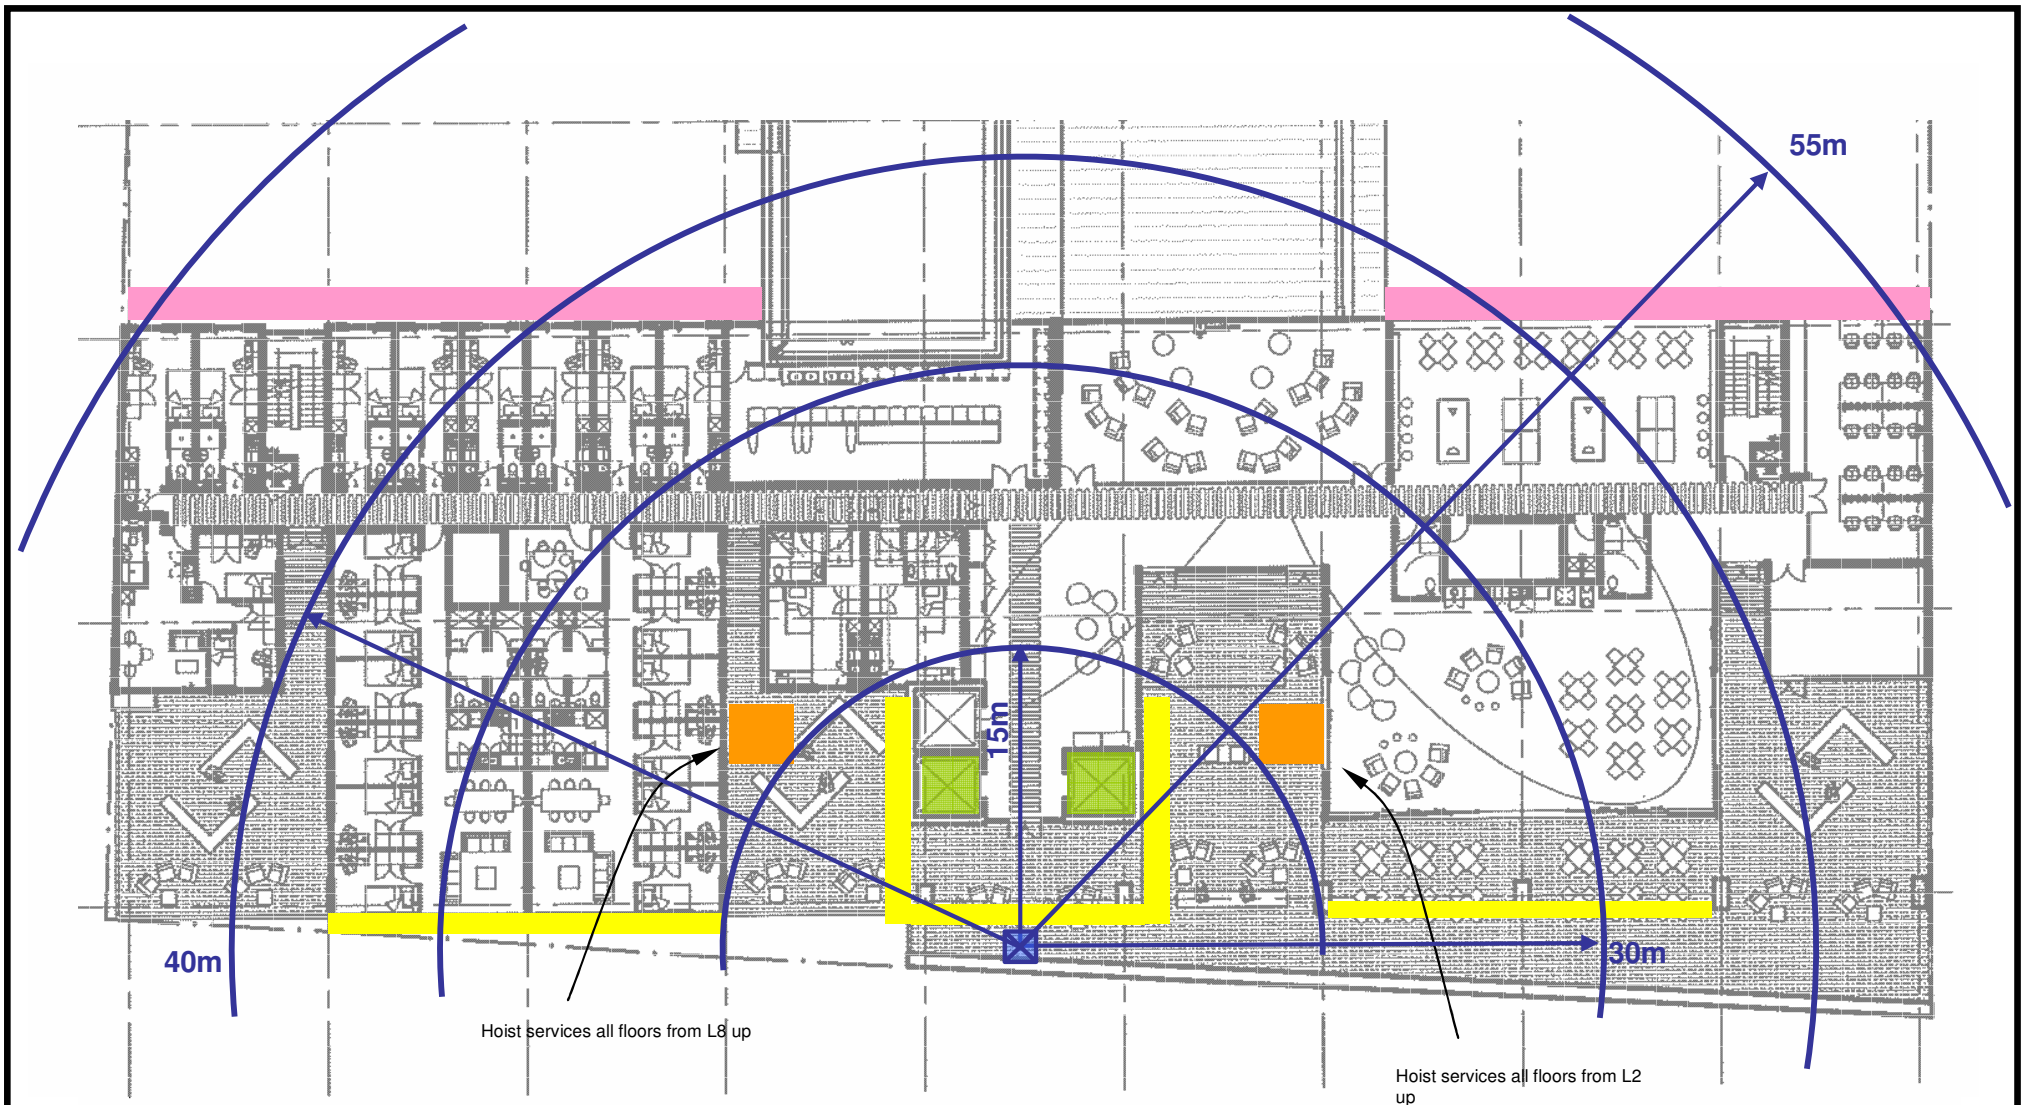 55m
15m
40m
30m
Hoist services all floors from L8 up
Hoist services all floors from L2
up